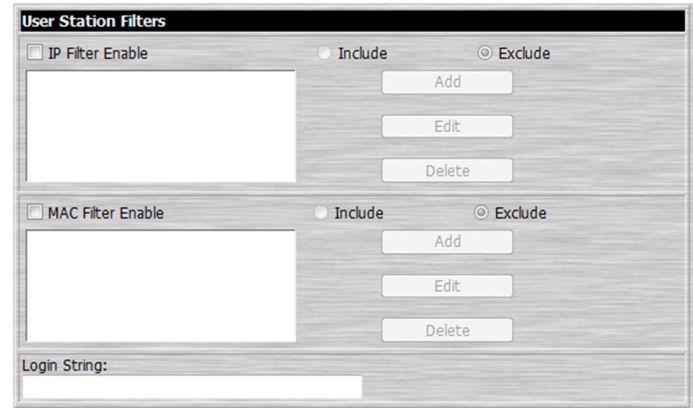 User Station Filters
IP Filter Enable Include Exclude
Add
Edit
Delete
MAC Filter Enable Include Exclude
Add
Edit
Delete
Login String: